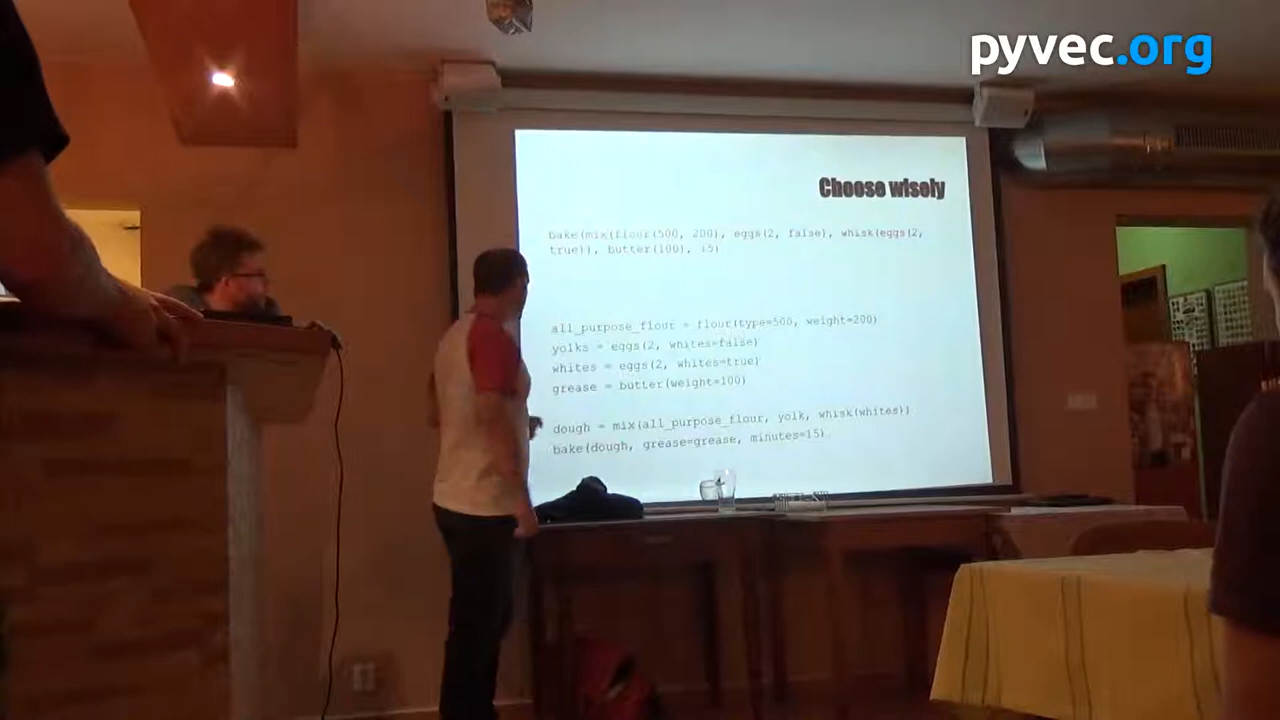 pyvec.org
Choose wisely
bake(mix(flour(500, 200), eggs(2, false), whisk(eggs(2,
true)), butter(100), 15)
all_purpose_flour = flour(type=500, weight=200)
yolks = eggs(2, whites=false)
whites = eggs(2, whites=true)
grease = butter(weight=100)
dough = mix(all_purpose_flour, yolk, whisk(whites))
bake(dough, grease=grease, minutes=15)